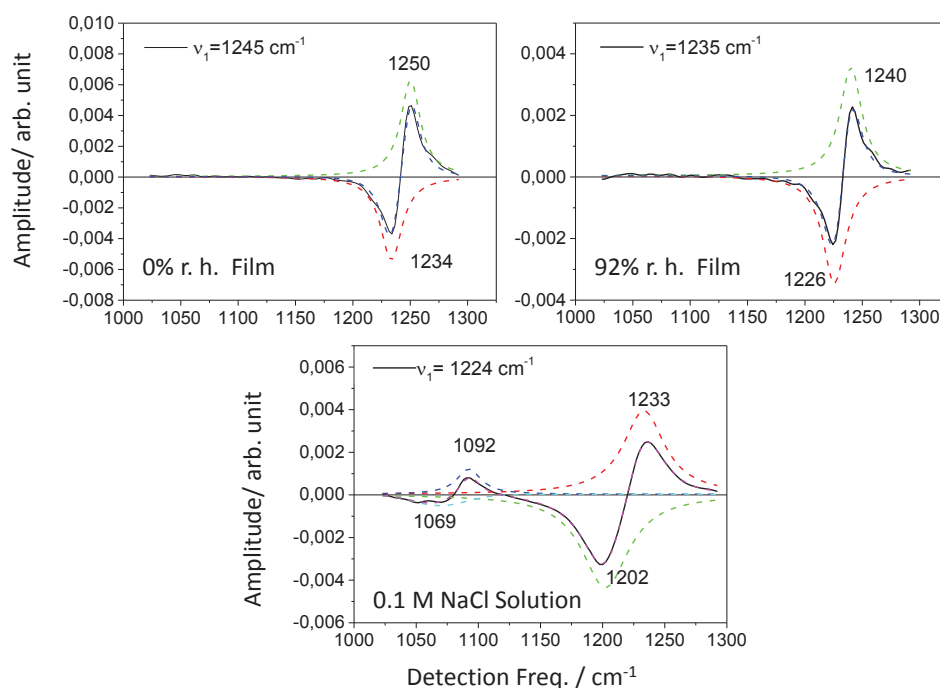 0,010
0,008
0,006
0,004
0,002
0,000
-0,002
-0,004
-0,006
-0,008
1000 1050 1100 1150 1200 1250 1300
Amplitude/ arb. unit
ν₁=1245 cm⁻¹
1250
1234
0% r. h. Film
0,004
0,002
0,000
-0,002
-0,004
1000 1050 1100 1150 1200 1250 1300
ν₁=1235 cm⁻¹
1240
1226
92% r. h. Film
0,006
0,004
0,002
0,000
-0,002
-0,004
-0,006
1000 1050 1100 1150 1200 1250 1300
Amplitude/ arb. unit
ν₁= 1224 cm⁻¹
1233
1092
1069
1202
0.1 M NaCl Solution
Detection Freq. / cm⁻¹